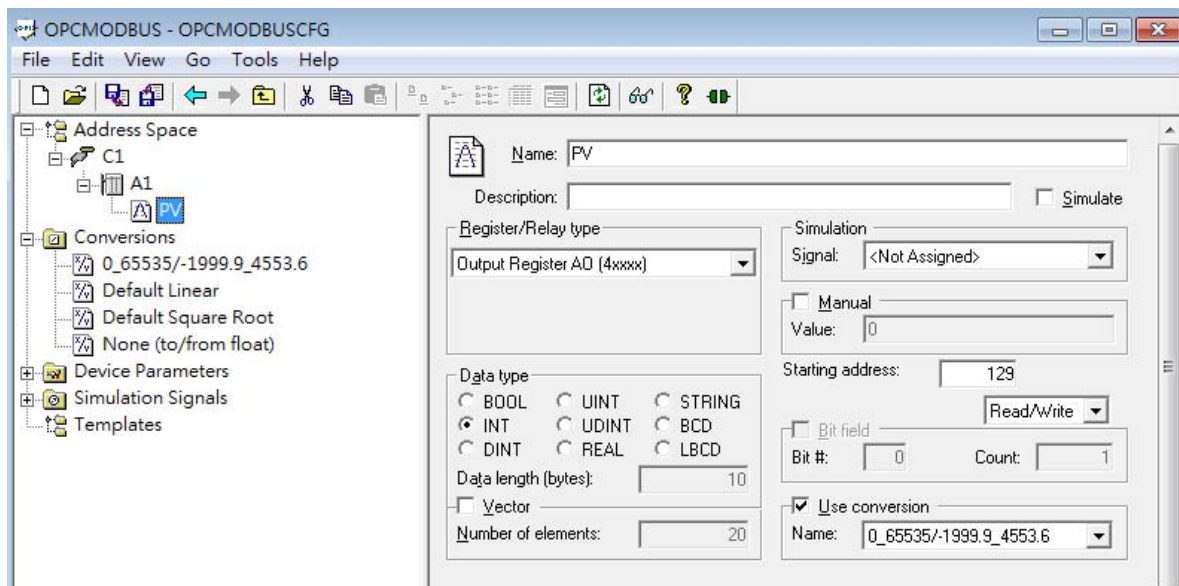 OPCMODBUS - OPCMODBUSCFG
File Edit View Go Tools Help
Address Space
C1
A1
PV
Conversions
0_65535/-1999.9_4553.6
Default Linear
Default Square Root
None (to/from float)
Device Parameters
Simulation Signals
Templates
Name: PV
Description:
Simulate
Register/Relay type
Output Register AO (4xxxx)
Simulation
Signal: <Not Assigned>
Manual
Value: 0
Data type
BOOL UINT STRING
INT UDINT BCD
DINT REAL LBCD
Data length (bytes): 10
Vector
Number of elements: 20
Starting address: 129
Read/Write
Bit field
Bit #: 0 Count: 1
Use conversion
Name: 0_65535/-1999.9_4553.6